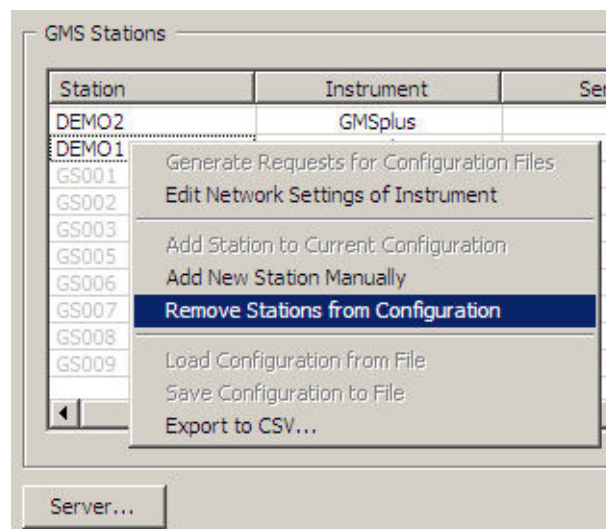 GMS Stations
Station Instrument Ser
DEMO2 GMSplus
DEMO1
GS001
GS002
GS003
GS005
GS006
GS007
GS008
GS009
Generate Requests for Configuration Files
Edit Network Settings of Instrument
Add Station to Current Configuration
Add New Station Manually
Remove Stations from Configuration
Load Configuration from File
Save Configuration to File
Export to CSV...
Server...